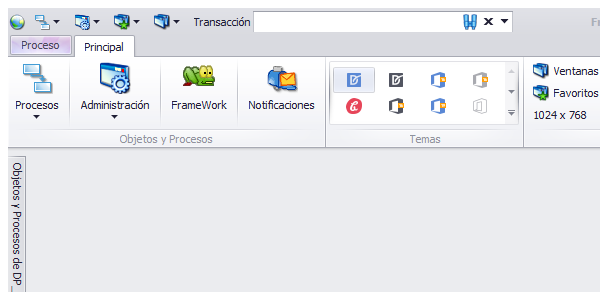 Transacción
Fr
Proceso
Principal
Procesos
Administración
FrameWork
Notificaciones
Objetos y Procesos
Temas
Ventanas
Favoritos
1024 x 768
Objetos y Procesos de DP